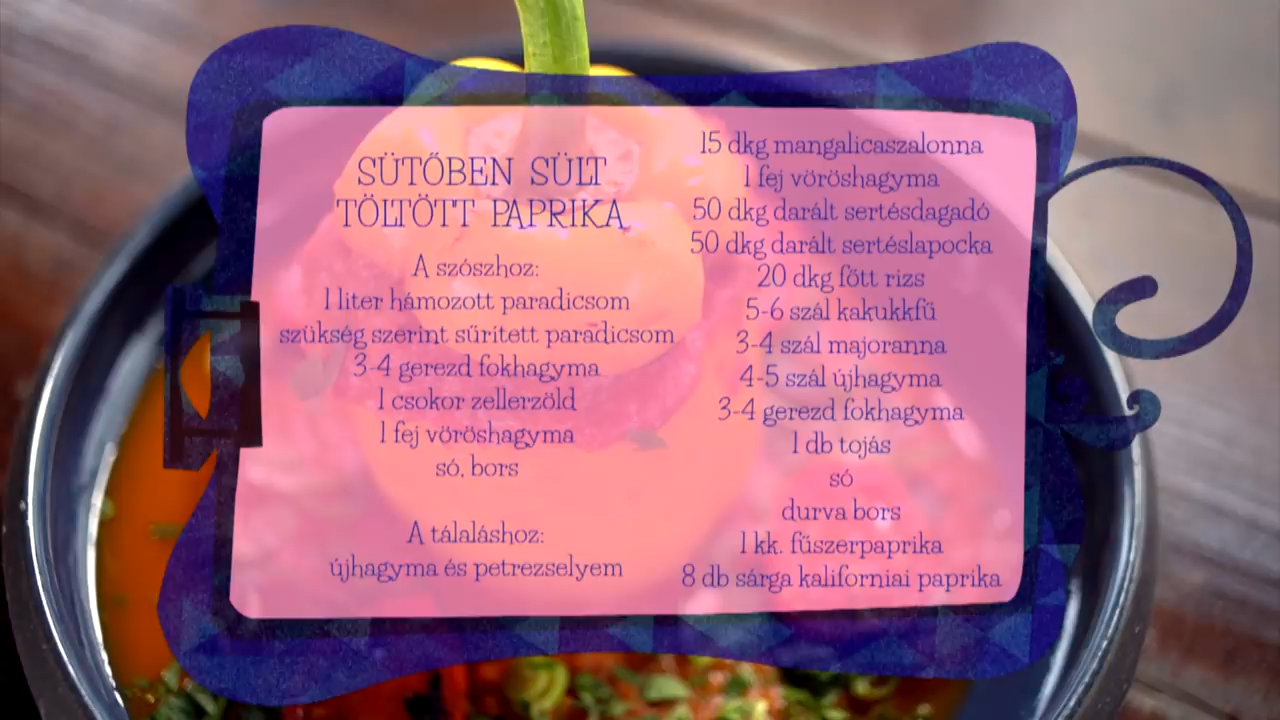 SÜTŐBEN SÜLT
TÖLTÖTT PAPRIKA
A szószhoz:
1 liter hámozott paradicsom
szükség szerint sűrített paradicsom
3-4 gerezd fokhagyma
1 csokor zellerzöld
1 fej vöröshagyma
só, bors
A tálaláshoz:
újhagyma és petrezselyem
15 dkg mangalicaszalonna
1 fej vöröshagyma
50 dkg darált sertésdagadó
50 dkg darált sertéslapocka
20 dkg főtt rizs
5-6 szál kakukkfű
3-4 szál majoranna
4-5 szál újhagyma
3-4 gerezd fokhagyma
1 db tojás
só
durva bors
1 kk. fűszerpaprika
8 db sárga kaliforniai paprika